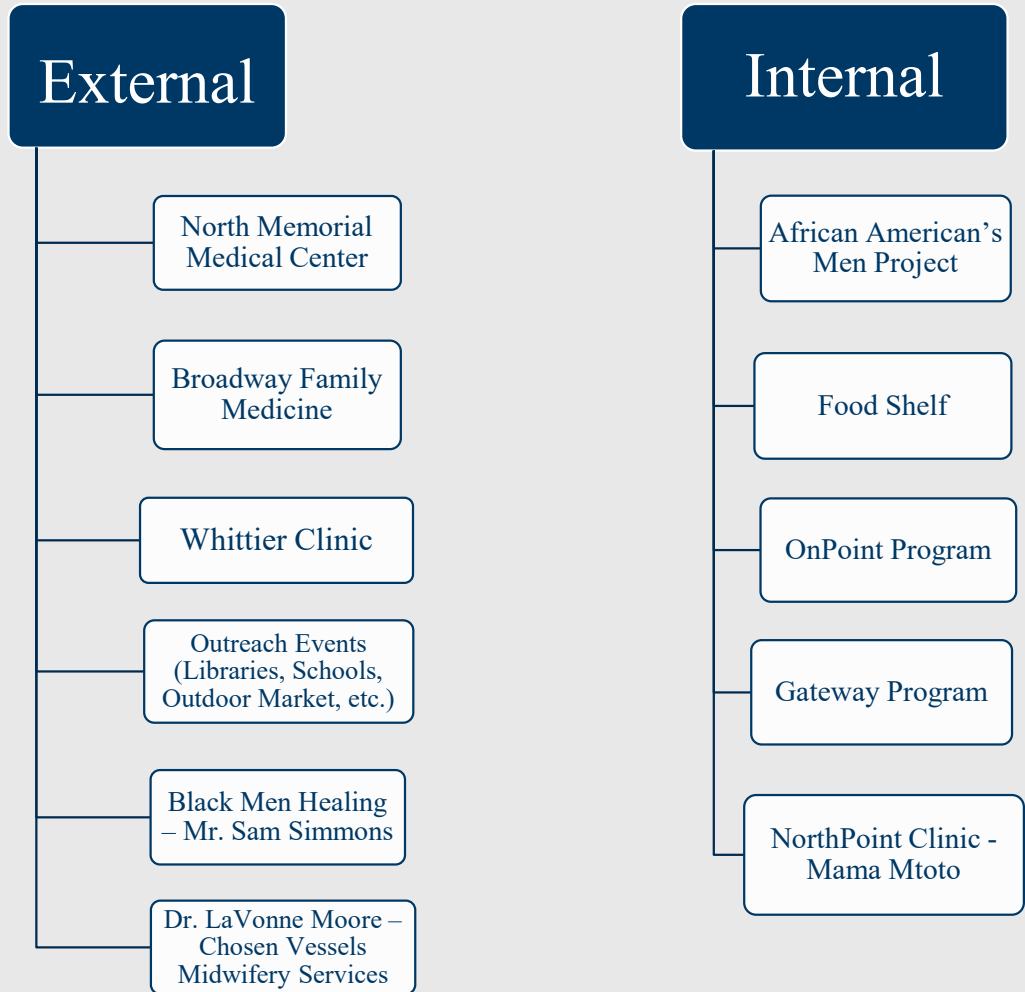 External
North Memorial
Medical Center
Broadway Family
Medicine
Whittier Clinic
Outreach Events
(Libraries, Schools,
Outdoor Market, etc.)
Black Men Healing
– Mr. Sam Simmons
Dr. LaVonne Moore –
Chosen Vessels
Midwifery Services
Internal
African American’s
Men Project
Food Shelf
OnPoint Program
Gateway Program
NorthPoint Clinic -
Mama Mtoto